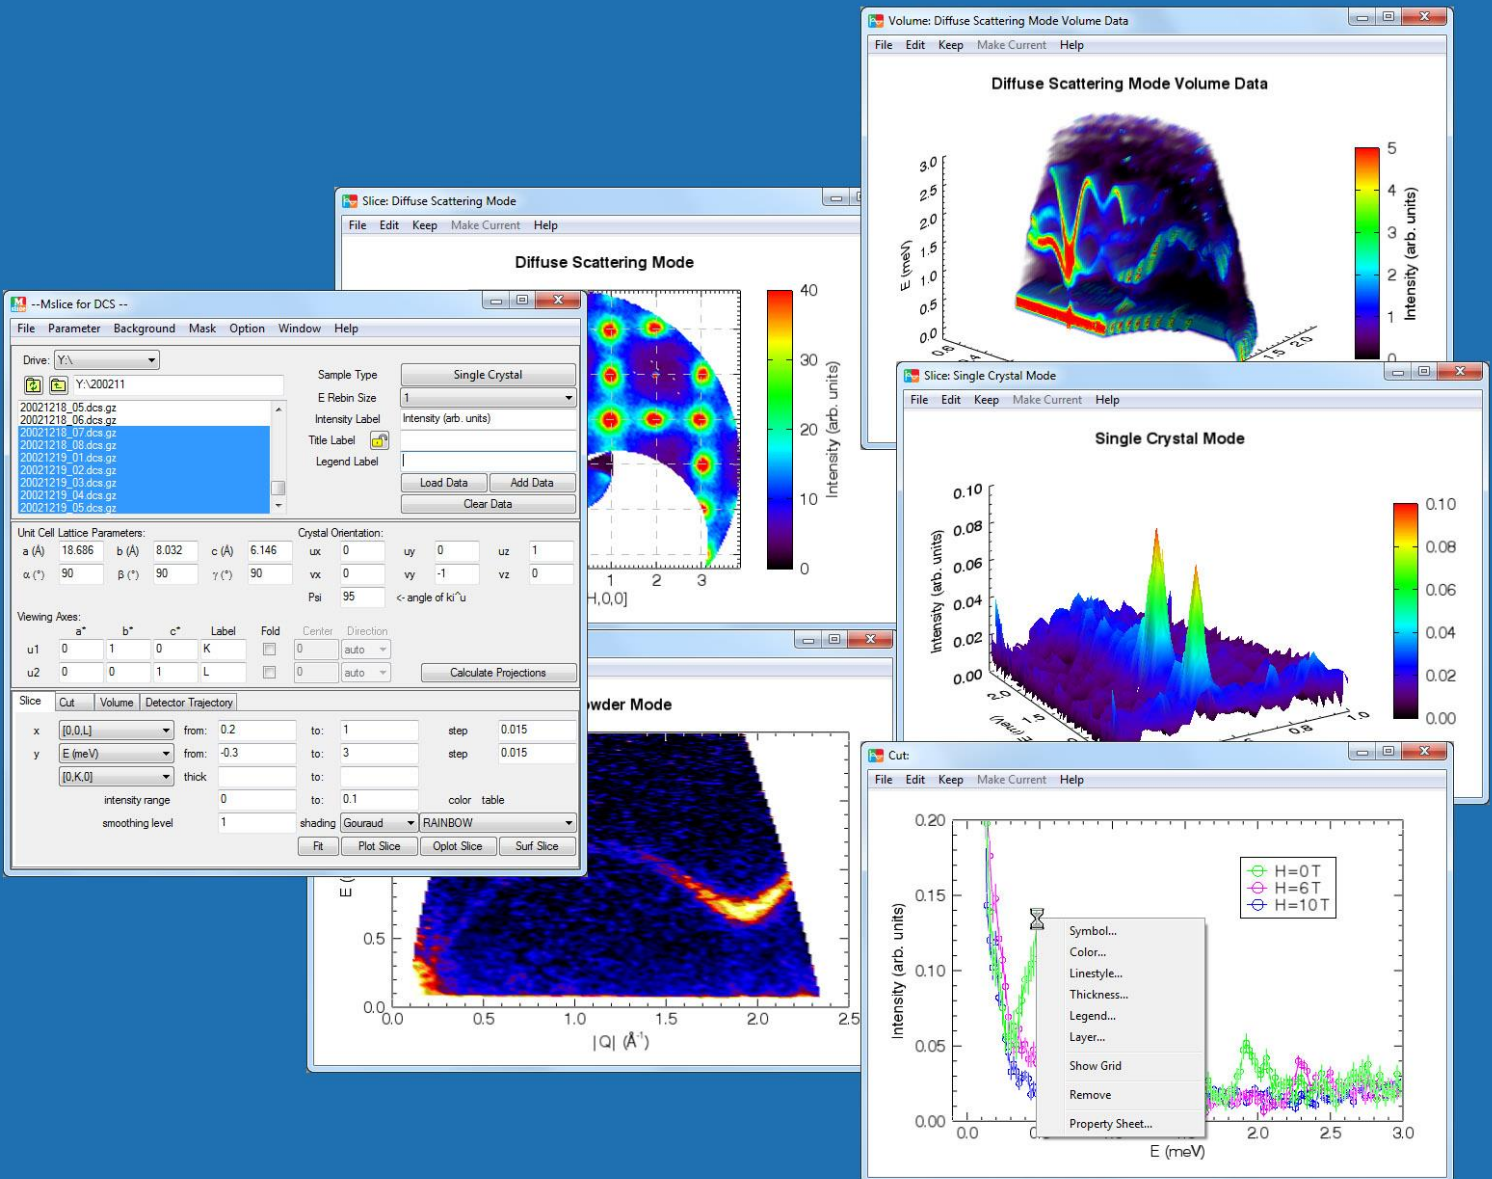 Volume: Diffuse Scattering Mode Volume Data
File Edit Keep Make Current Help
Diffuse Scattering Mode Volume Data
3.0
2.5
2.0
1.5
1.0
0.5
0.0
E (meV)
0.6
0.4
1.5
2.0
5
4
3
2
1
0
Intensity (arb. units)
Slice: Diffuse Scattering Mode
File Edit Keep Make Current Help
Diffuse Scattering Mode
40
30
20
10
0
Intensity (arb. units)
1 2 3
H,0,0]
--Mslice for DCS --
File Parameter Background Mask Option Window Help
Drive: Y:\
Y:\200211
20021218_05.dcs.gz
20021218_06.dcs.gz
20021218_07.dcs.gz
20021218_08.dcs.gz
20021219_01.dcs.gz
20021219_02.dcs.gz
20021219_03.dcs.gz
20021219_04.dcs.gz
20021219_05.dcs.gz
Sample Type Single Crystal
E Rebin Size 1
Intensity Label Intensity (arb. units)
Title Label
Legend Label
Load Data Add Data
Clear Data
Unit Cell Lattice Parameters: Crystal Orientation:
a (Å) 18.686 b (Å) 8.032 c (Å) 6.146 ux 0 uy 0 uz 1
α (°) 90 β (°) 90 γ (°) 90 vx 0 vy -1 vz 0
Psi 95 <- angle of ki^u
Viewing Axes:
a* b* c* Label Fold Center Direction
u1 0 1 0 K 0 auto
u2 0 0 1 L 0 auto Calculate Projections
Slice Cut Volume Detector Trajectory
x [0,0,L] from: 0.2 to: 1 step 0.015
y E (meV) from: -0.3 to: 3 step 0.015
[0,K,0] thick to:
intensity range 0 to: 0.1 color table
smoothing level 1 shading Gouraud RAINBOW
Fit Plot Slice Oplot Slice Surf Slice
wder Mode
E (
0.5
0.0
0.0 0.5 1.0 1.5 2.0 2.5
|Q| (Å⁻¹)
Slice: Single Crystal Mode
File Edit Keep Make Current Help
Single Crystal Mode
0.10
0.08
0.06
0.04
0.02
0.00
Intensity (arb. units)
2.0
1.5
E (meV)
0.8
1.0
0.10
0.08
0.06
0.04
0.02
0.00
Cut:
File Edit Keep Make Current Help
0.20
0.15
0.10
0.05
0.00
Intensity (arb. units)
H=0T
H=6T
H=10T
Symbol...
Color...
Linestyle...
Thickness...
Legend...
Layer...
Show Grid
Remove
Property Sheet...
0.0 2.0 2.5 3.0
E (meV)